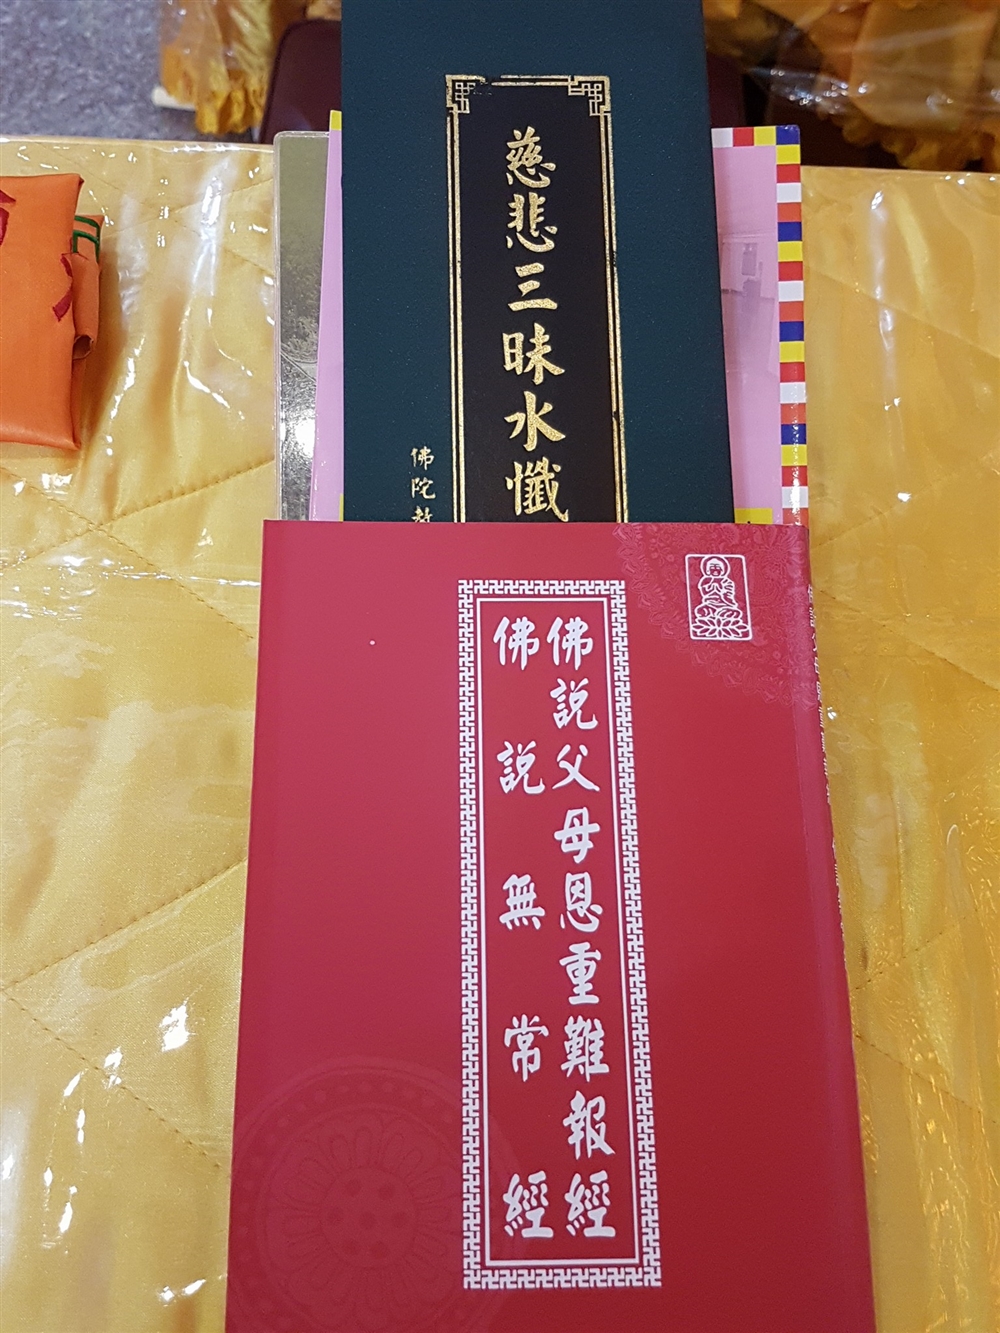 慈悲三昧水懺
佛陀教
佛說父母恩重難報經
佛說無常經